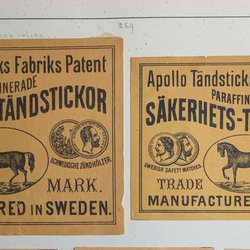 269
ks Fabriks Patent
INERADE
TÄNDSTICKOR
SCHWEDISCHE ZÜNDHÖLZER.
MARK.
RED IN SWEDEN.
Apollo Tändsticks
PARAFFIN
SÄKERHETS-T
SWEDISH SAFETY MATCHES.
TRADE
MANUFACTURE